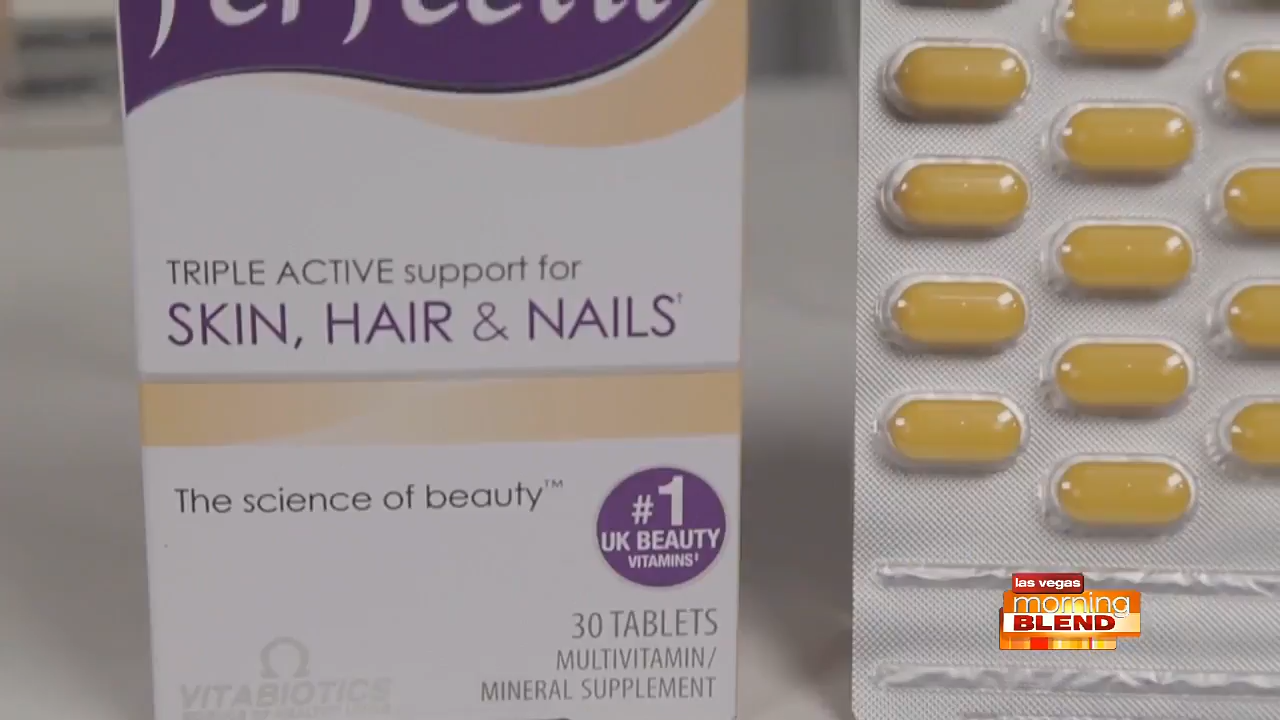 Perfectil
TRIPLE ACTIVE support for
SKIN, HAIR & NAILS†
The science of beauty™
#1
UK BEAUTY
VITAMINS‡
30 TABLETS
MULTIVITAMIN/
MINERAL SUPPLEMENT
VITABIOTICS
las vegas
morning
BLEND